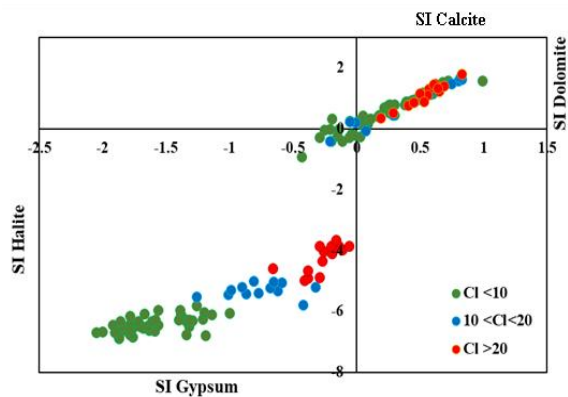 SI Calcite
2
SI Dolomite
0
-2.5 -2 -1.5 -1 -0.5 0 0.5 1 1.5
-2
SI Halite
-4
Cl <10
-6
10 <Cl<20
Cl >20
-8
SI Gypsum